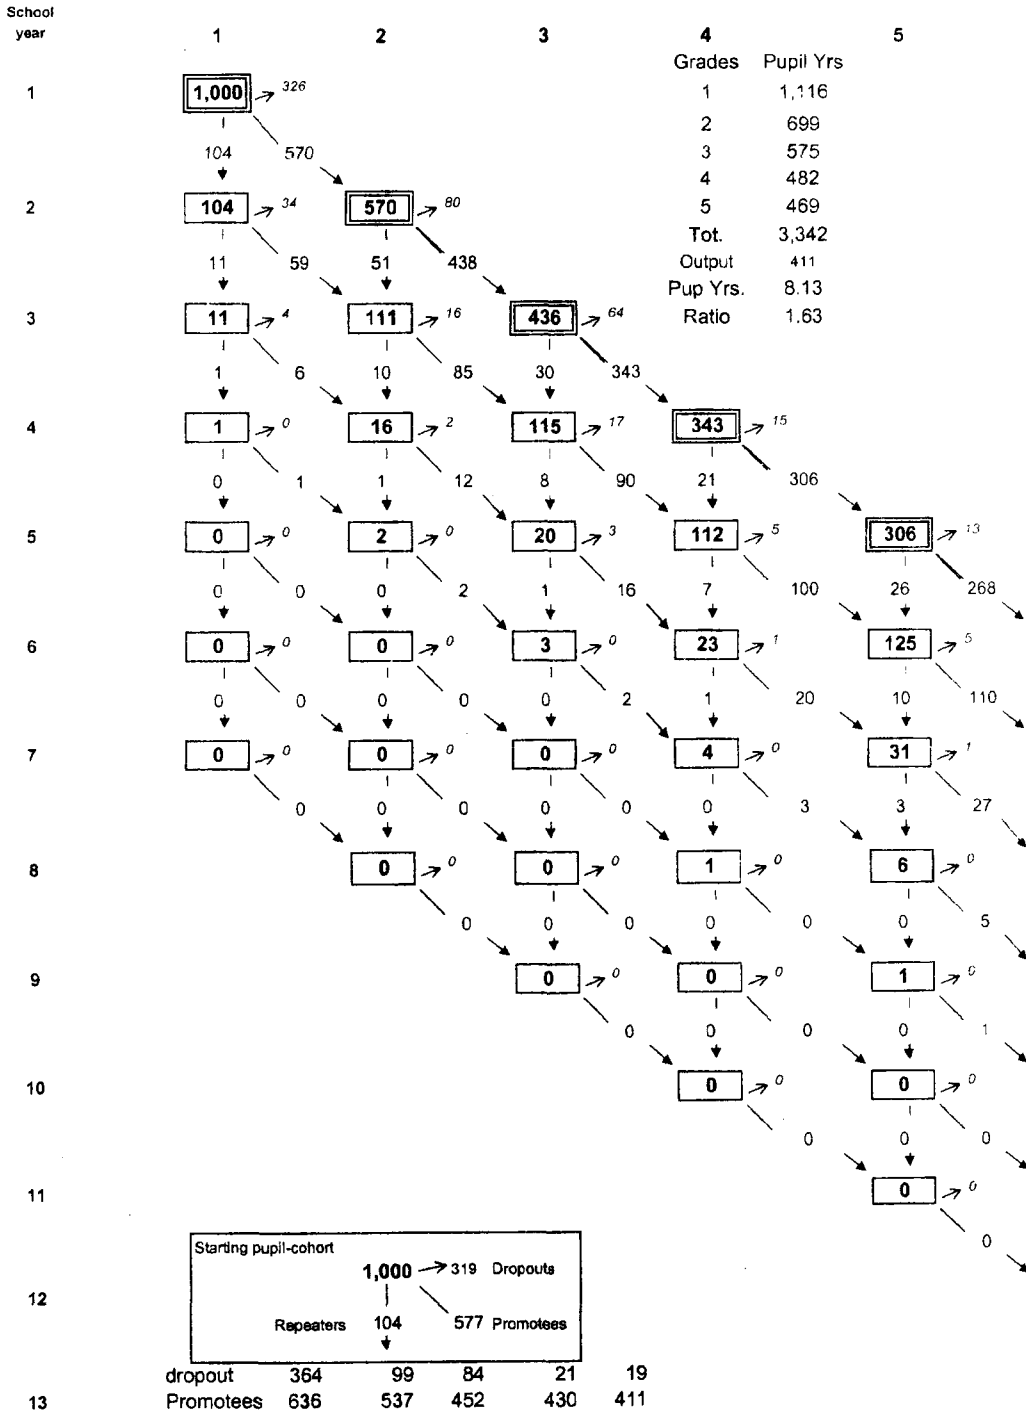 School
year 1 2 3 4 5
Grades Pupil Yrs
1 1,000 326 1 1,116
2 699
104 570 3 575
4 482
2 104 34 570 80 5 469
Tot. 3,342
11 59 51 438 Output 411
Pup Yrs. 8.13
3 11 4 111 16 436 64 Ratio 1.63
1 6 10 85 30 343
4 1 0 16 2 115 17 343 15
0 1 1 12 8 90 21 306
5 0 0 2 0 20 3 112 5 306 13
0 0 0 2 1 16 7 100 26 268
6 0 0 0 0 3 0 23 1 125 5
0 0 0 0 0 2 1 20 10 110
7 0 0 0 0 0 0 4 0 31 1
0 0 0 0 0 0 3 3 27
8 0 0 0 0 1 0 6 0
0 0 0 0 0 0 5
9 0 0 0 0 1 0
0 0 0 0 1
10 0 0 0 0
0 0 0
11 0 0
0
Starting pupil-cohort
1,000 319 Dropouts
12
Repeaters 104 577 Promotees
dropout 364 99 84 21 19
13 Promotees 636 537 452 430 411